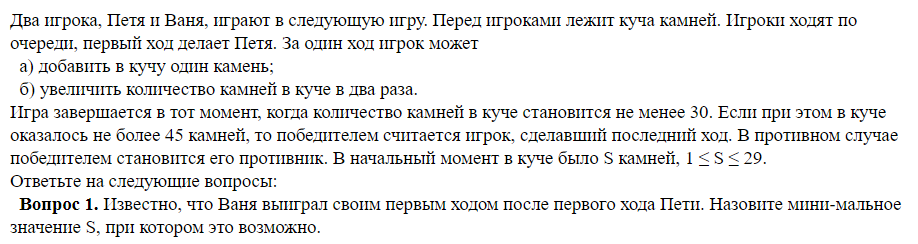 Два игрока, Петя и Ваня, играют в следующую игру. Перед игроками лежит куча камней. Игроки ходят по
очереди, первый ход делает Петя. За один ход игрок может
а) добавить в кучу один камень;
б) увеличить количество камней в куче в два раза.
Игра завершается в тот момент, когда количество камней в куче становится не менее 30. Если при этом в куче
оказалось не более 45 камней, то победителем считается игрок, сделавший последний ход. В противном случае
победителем становится его противник. В начальный момент в куче было S камней, 1 ≤ S ≤ 29.
Ответьте на следующие вопросы:
Вопрос 1. Известно, что Ваня выиграл своим первым ходом после первого хода Пети. Назовите мини-мальное
значение S, при котором это возможно.